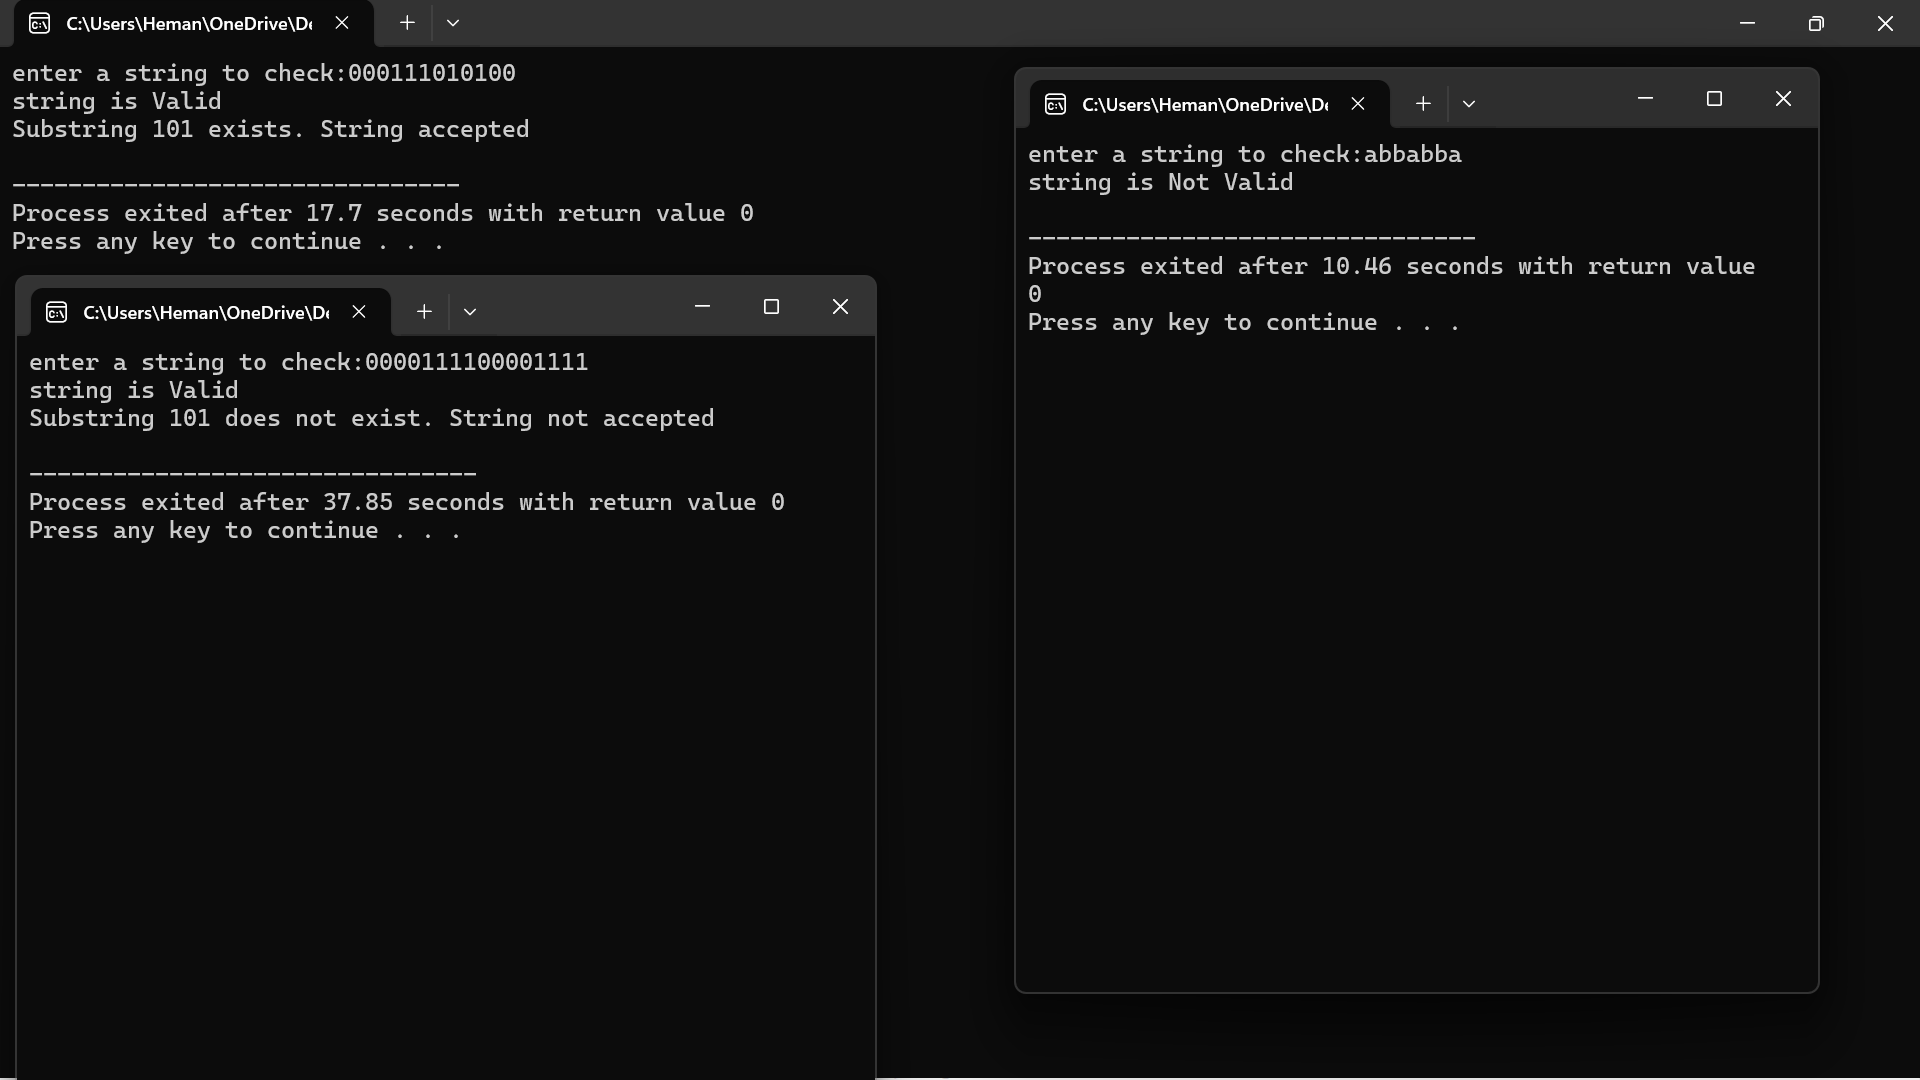 C:\Users\Heman\OneDrive\De
enter a string to check:000111010100
string is Valid
Substring 101 exists. String accepted
--------------------------------
Process exited after 17.7 seconds with return value 0
Press any key to continue . . .
C:\Users\Heman\OneDrive\De
enter a string to check:0000111100001111
string is Valid
Substring 101 does not exist. String not accepted
--------------------------------
Process exited after 37.85 seconds with return value 0
Press any key to continue . . .
C:\Users\Heman\OneDrive\De
enter a string to check:abbabba
string is Not Valid
--------------------------------
Process exited after 10.46 seconds with return value
0
Press any key to continue . . .